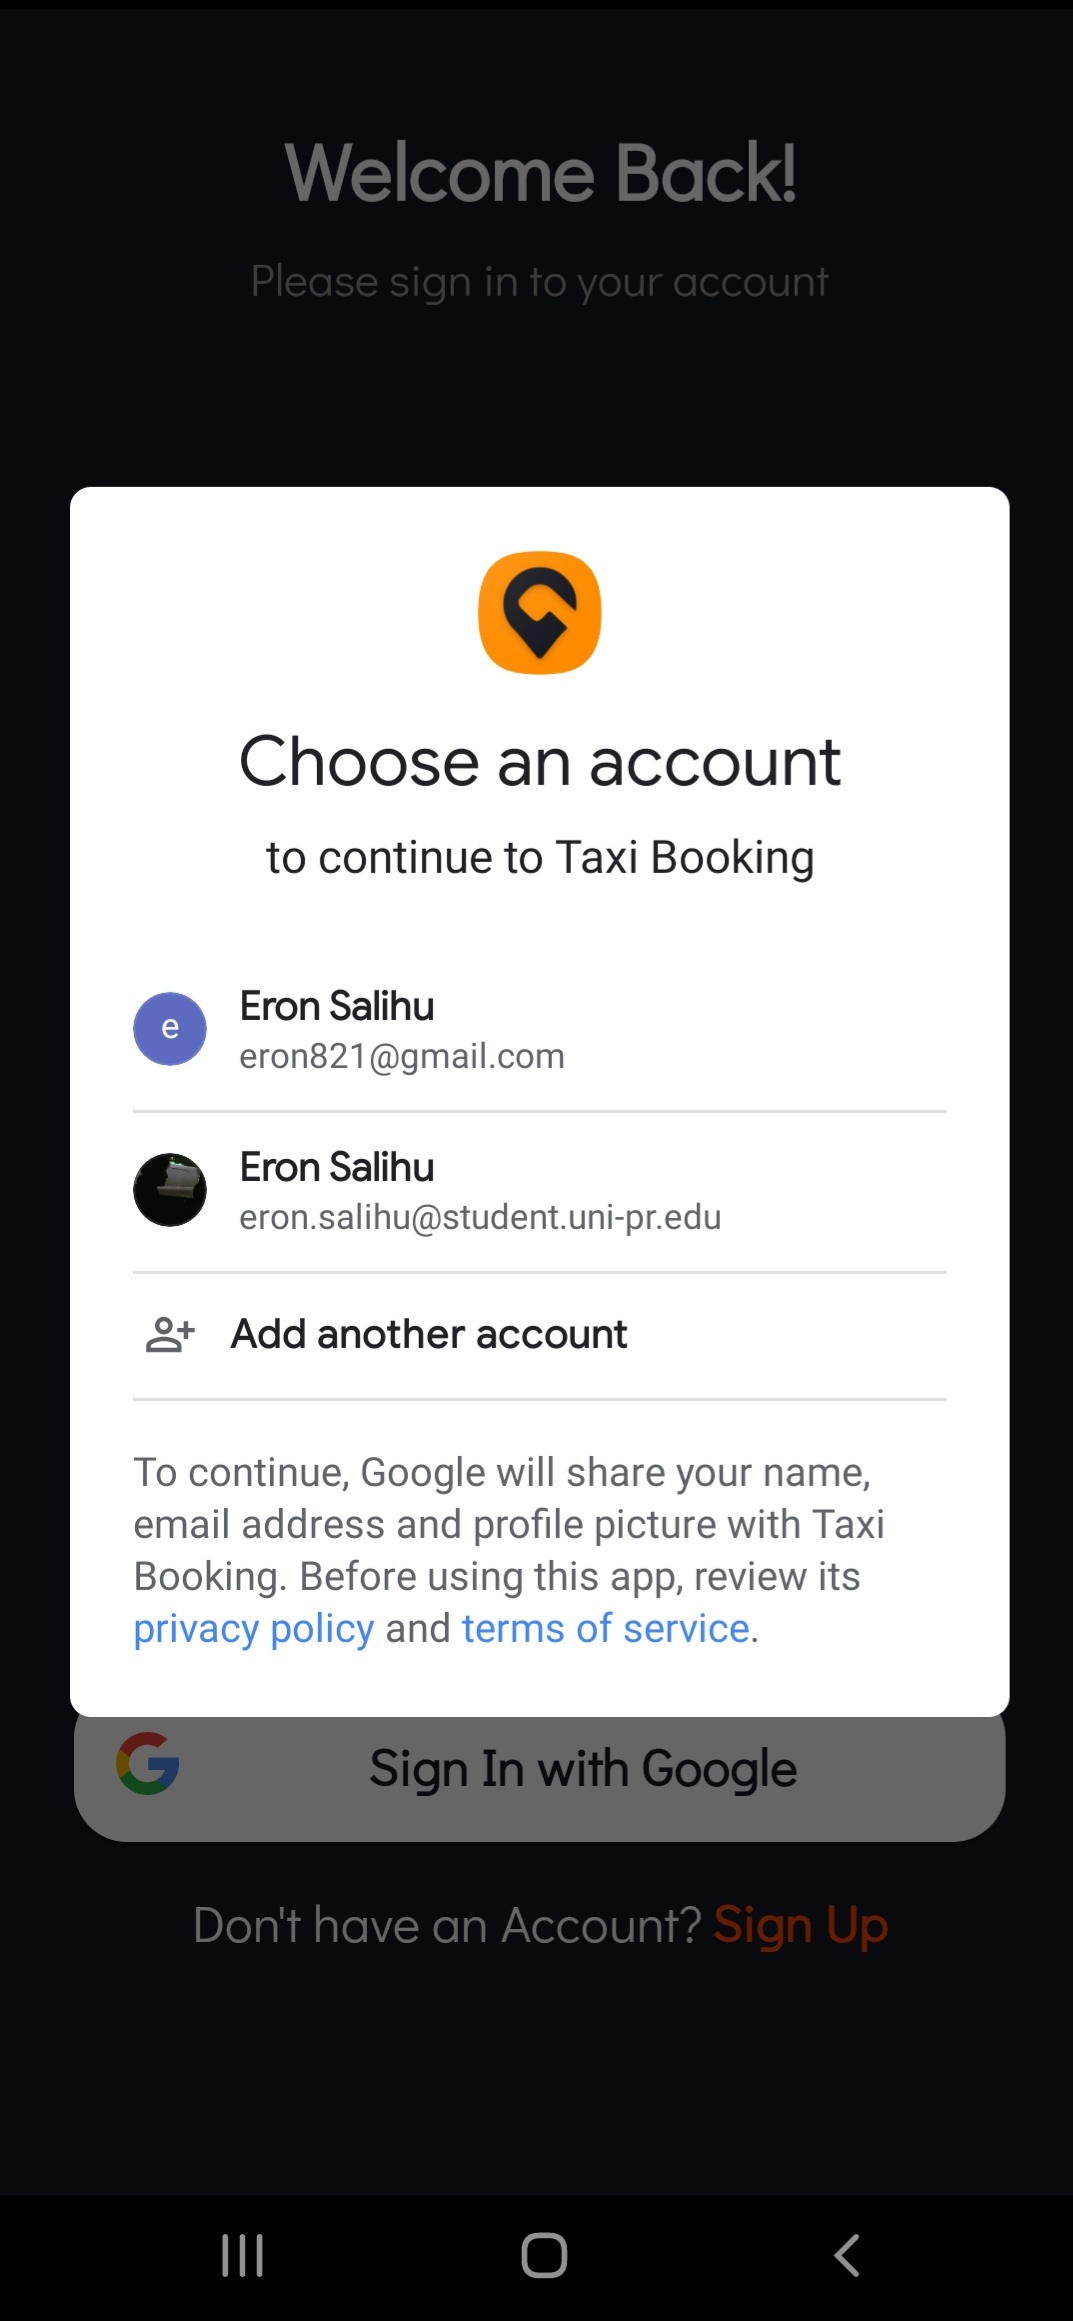 Welcome Back!
Please sign in to your account
Choose an account
to continue to Taxi Booking
e
Eron Salihu
eron821@gmail.com
Eron Salihu
eron.salihu@student.uni-pr.edu
Add another account
To continue, Google will share your name,
email address and profile picture with Taxi
Booking. Before using this app, review its
privacy policy and terms of service.
Sign In with Google
Don't have an Account? Sign Up